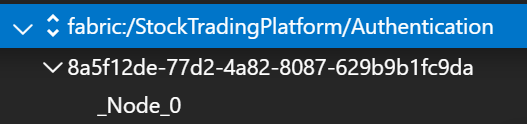 fabric:/StockTradingPlatform/Authentication
8a5f12de-77d2-4a82-8087-629b9b1fc9da
_Node_0